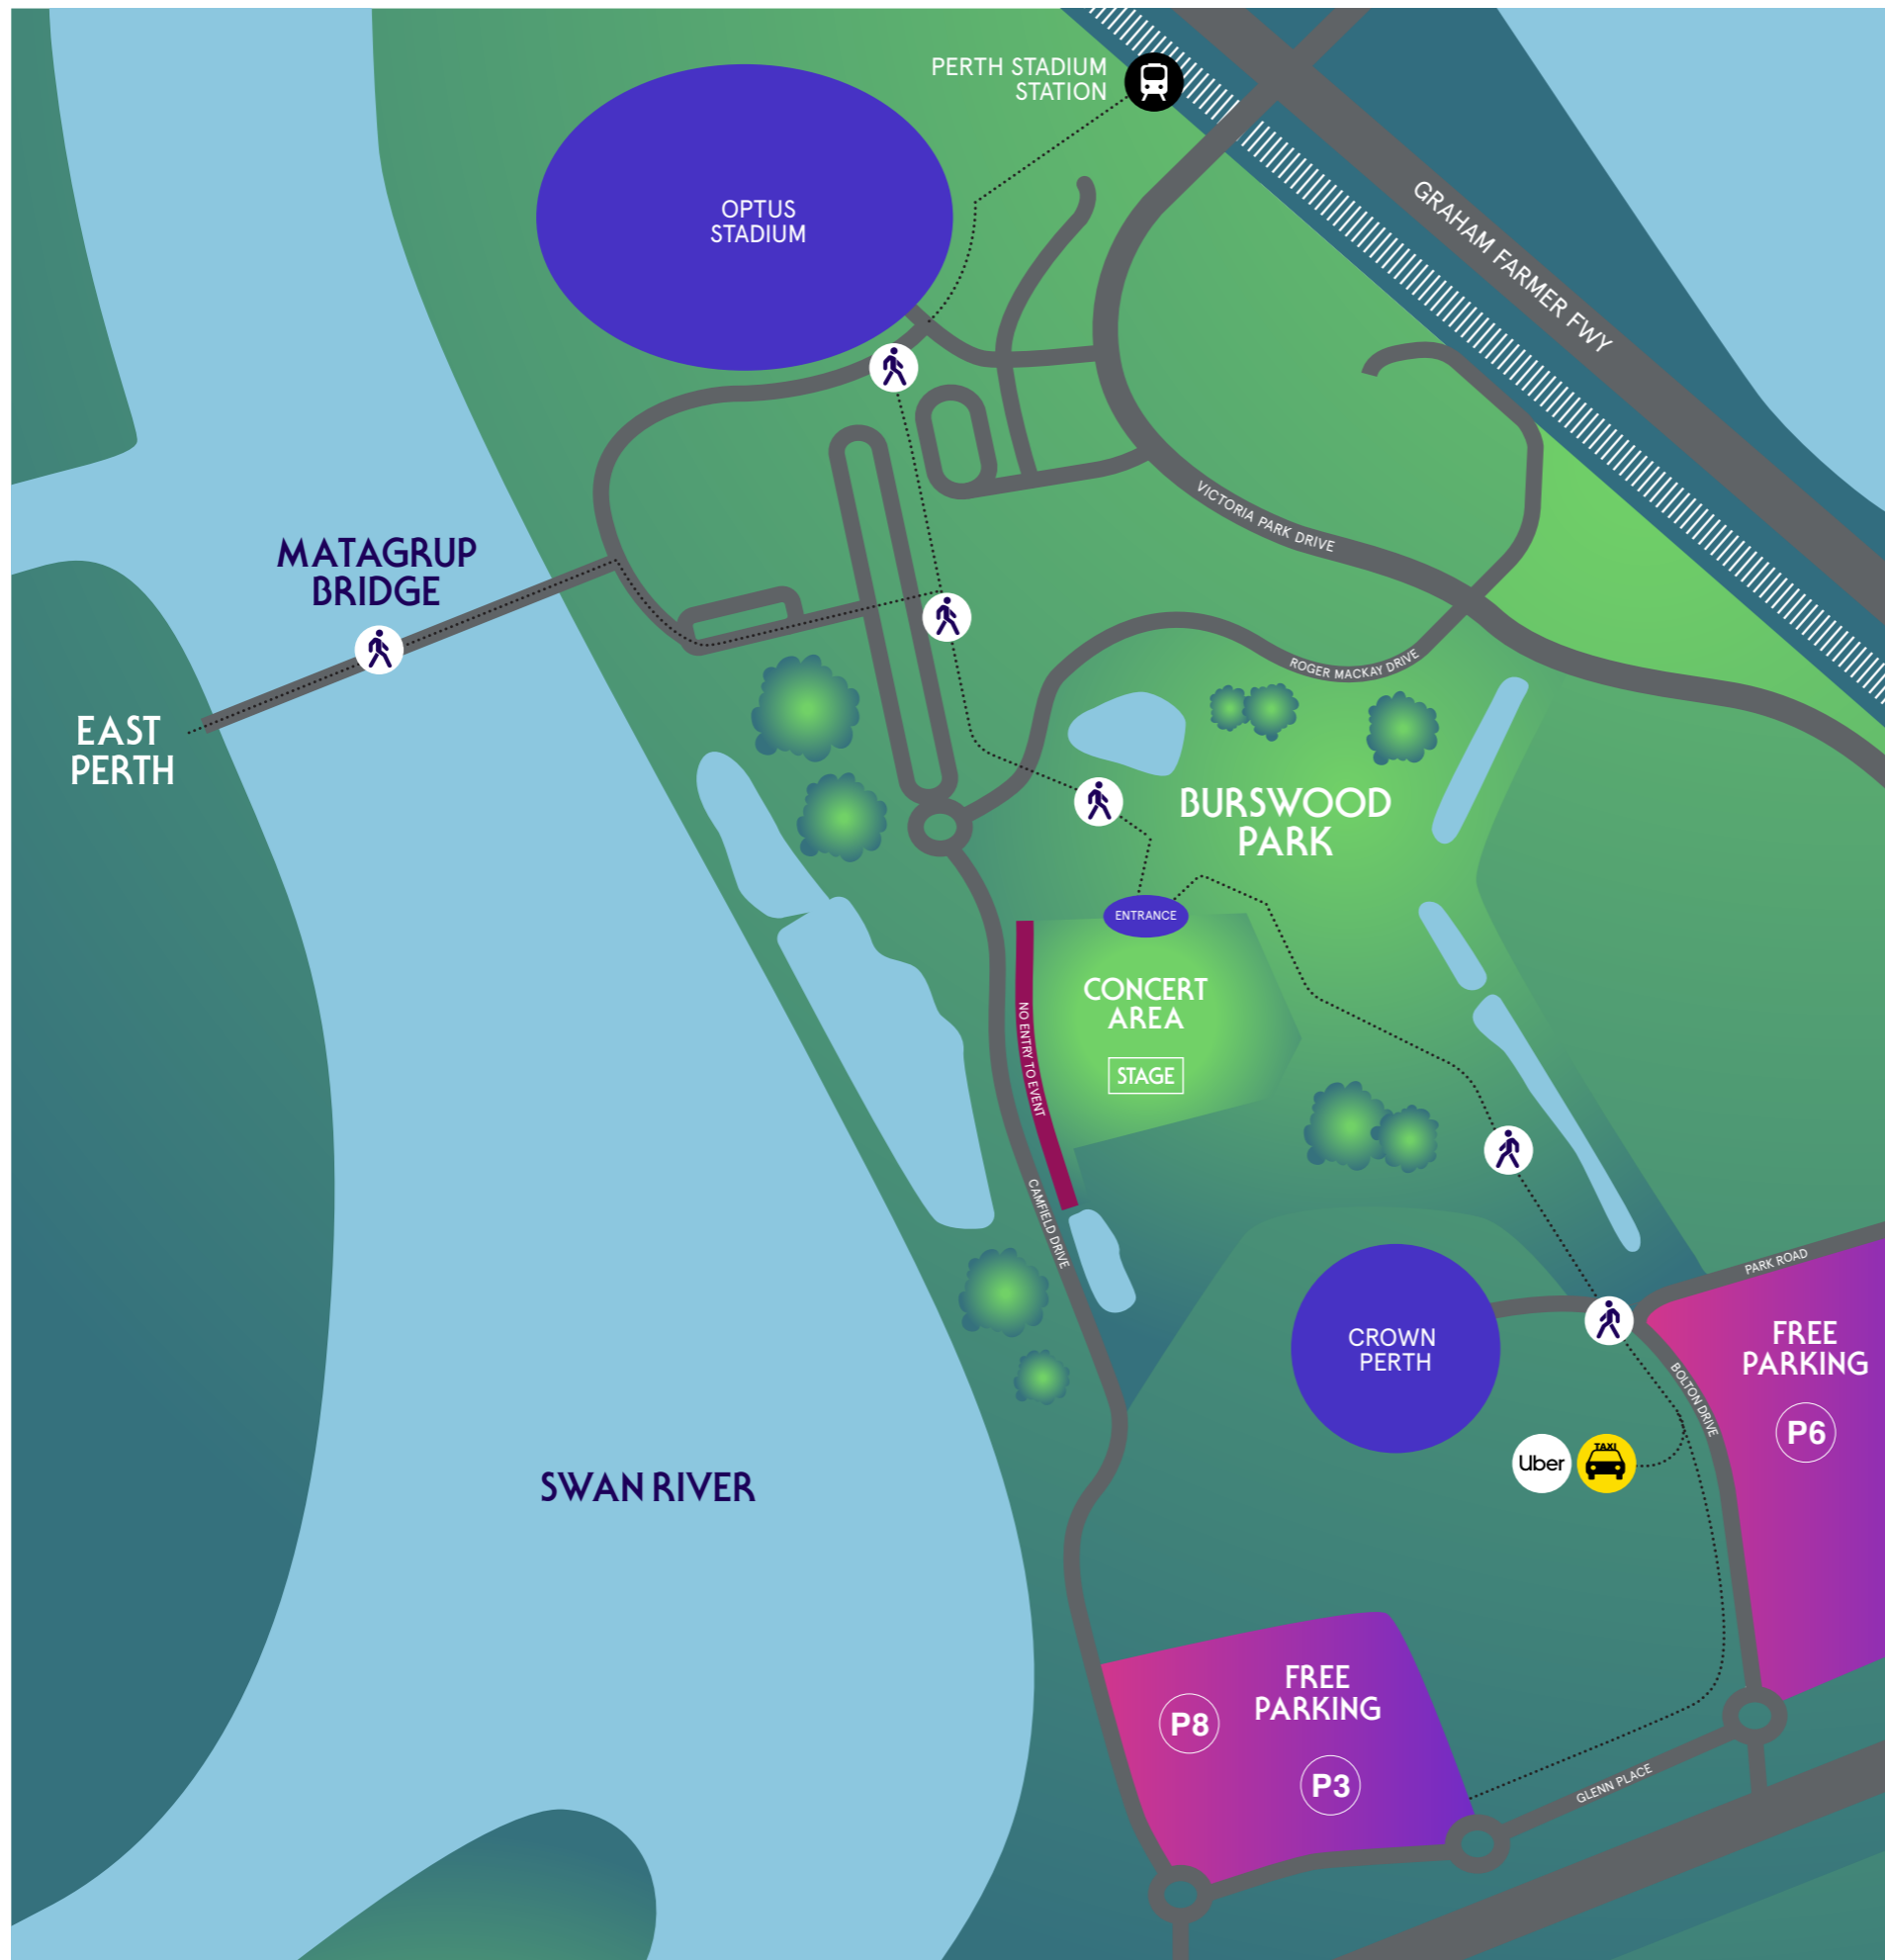 PERTH STADIUM
STATION
OPTUS
STADIUM
GRAHAM FARMER FWY
VICTORIA PARK DRIVE
MATAGRUP
BRIDGE
ROGER MACKAY DRIVE
EAST
PERTH
BURSWOOD
PARK
ENTRANCE
CONCERT
AREA
STAGE
NO ENTRY TO EVENT
CAMFIELD DRIVE
PARK ROAD
CROWN
PERTH
FREE
PARKING
P6
BOLTON DRIVE
Uber
TAXI
SWAN RIVER
FREE
PARKING
P8
P3
GLENN PLACE